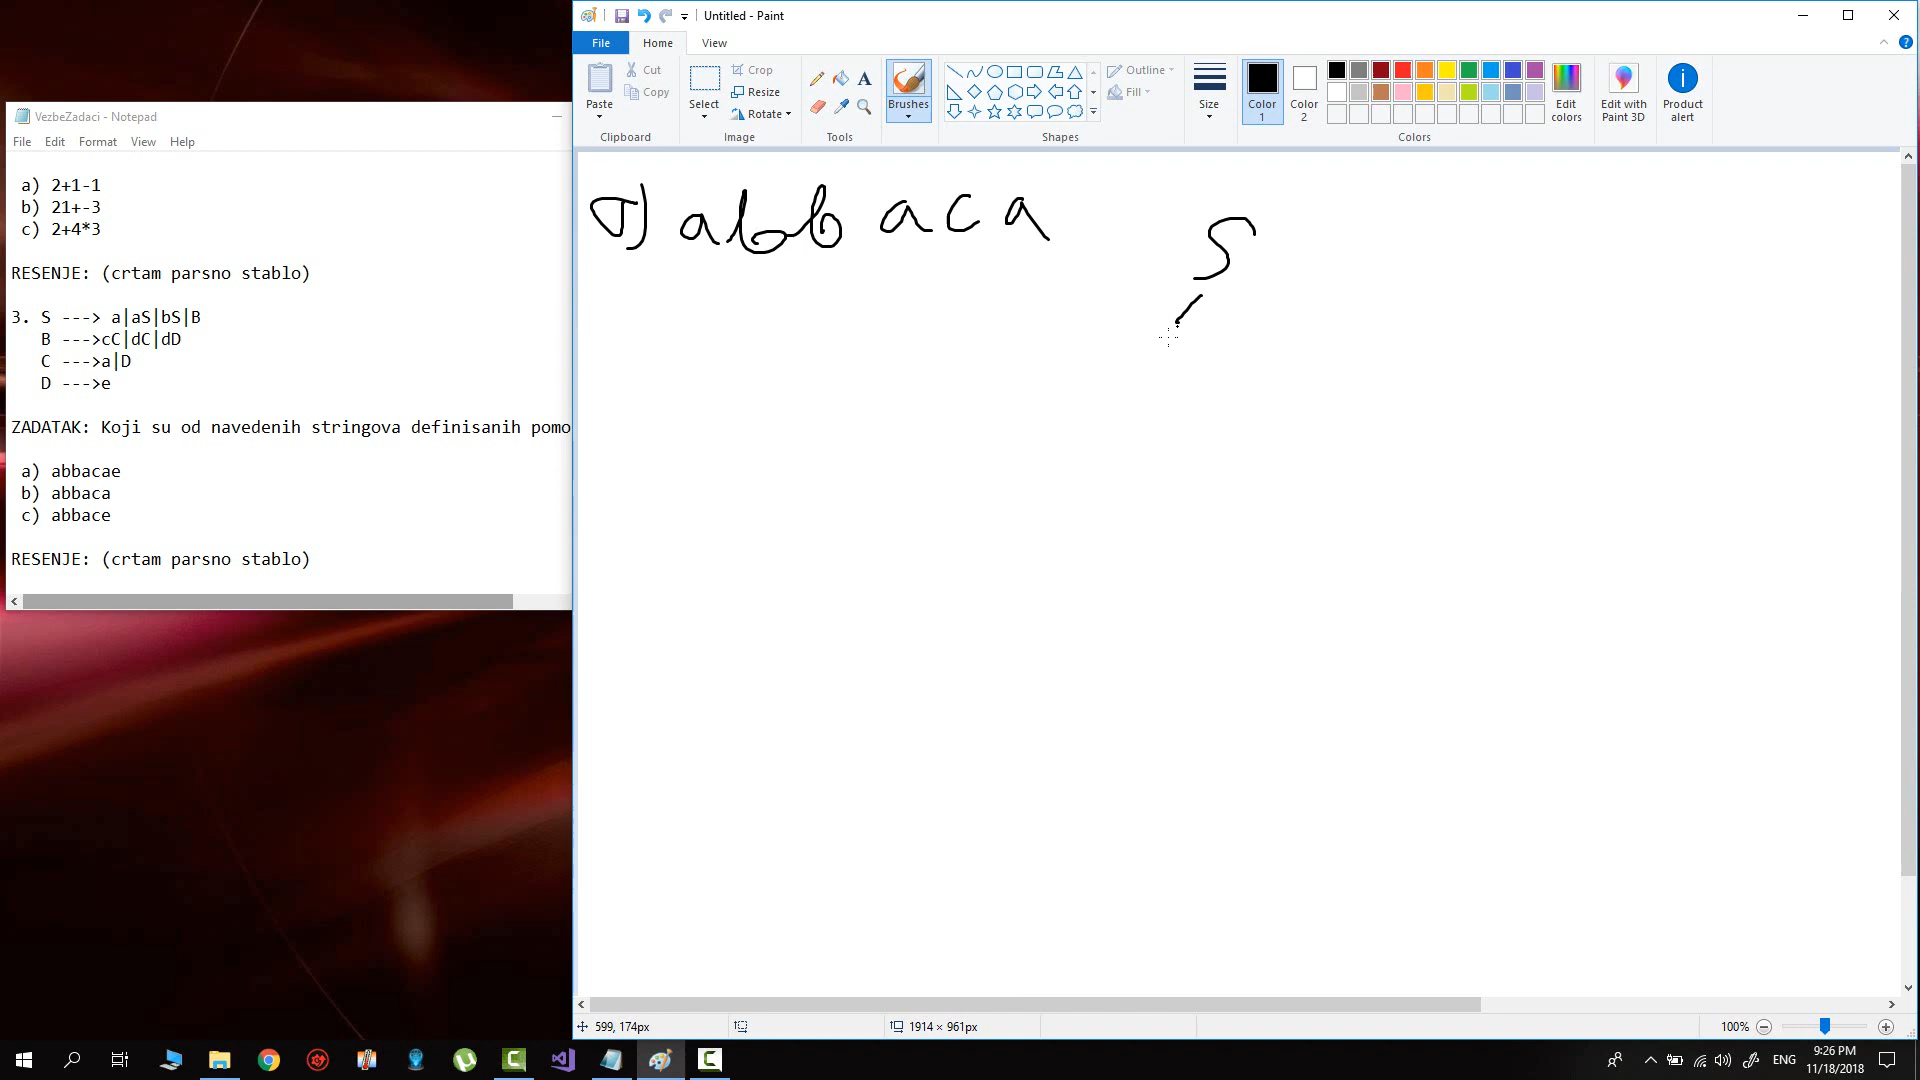 Untitled - Paint
File Home View
Cut
Copy
Paste
Clipboard
Crop
Resize
Rotate
Select
Image
Tools
Brushes
Outline
Fill
Shapes
Size
Color 1
Color 2
Edit colors
Colors
Edit with Paint 3D
Product alert
VezbeZadaci - Notepad
File Edit Format View Help
a) 2+1-1
b) 21+-3
c) 2+4*3
RESENJE: (crtam parsno stablo)
3. S ---> a|aS|bS|B
B --->cC|dC|dD
C --->a|D
D --->e
ZADATAK: Koji su od navedenih stringova definisanih pomo
a) abbacae
b) abbaca
c) abbace
RESENJE: (crtam parsno stablo)
abbaca
S
599, 174px
1914 × 961px
100%
ENG
9:26 PM
11/18/2018